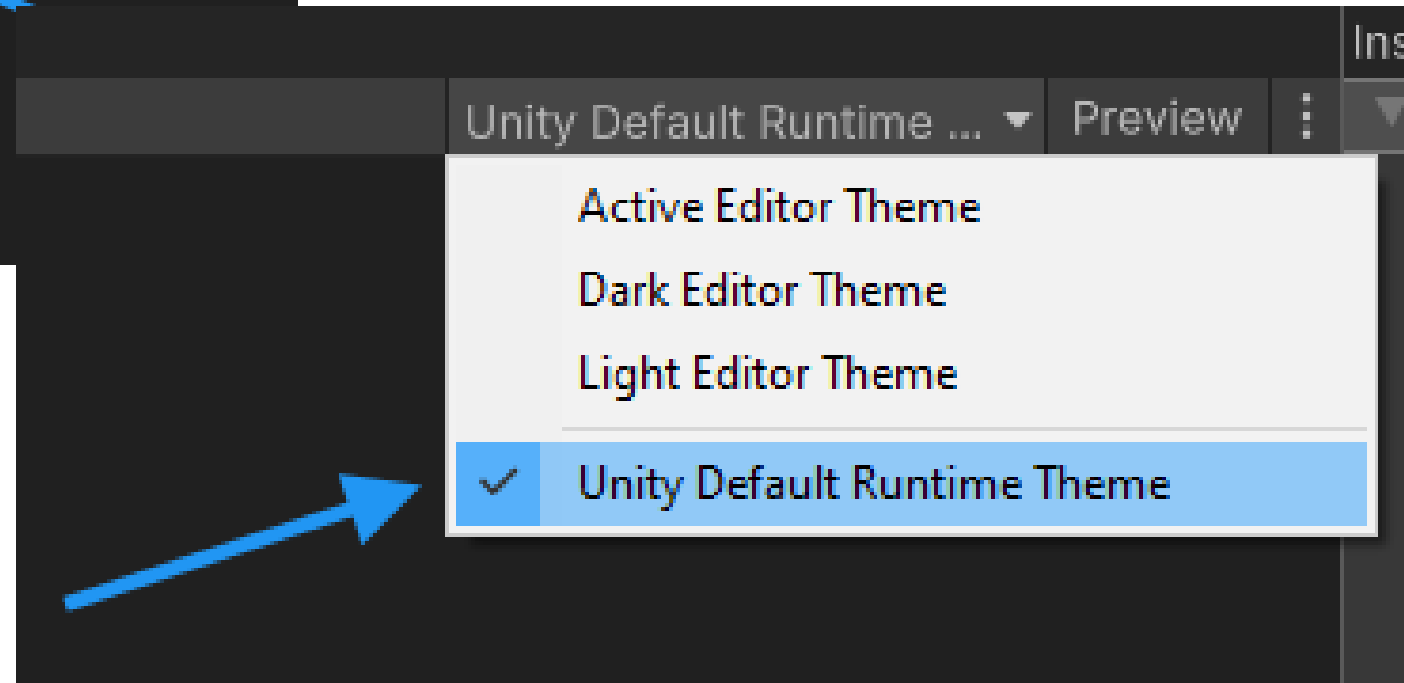 Ins
Unity Default Runtime ... Preview
Active Editor Theme
Dark Editor Theme
Light Editor Theme
Unity Default Runtime Theme